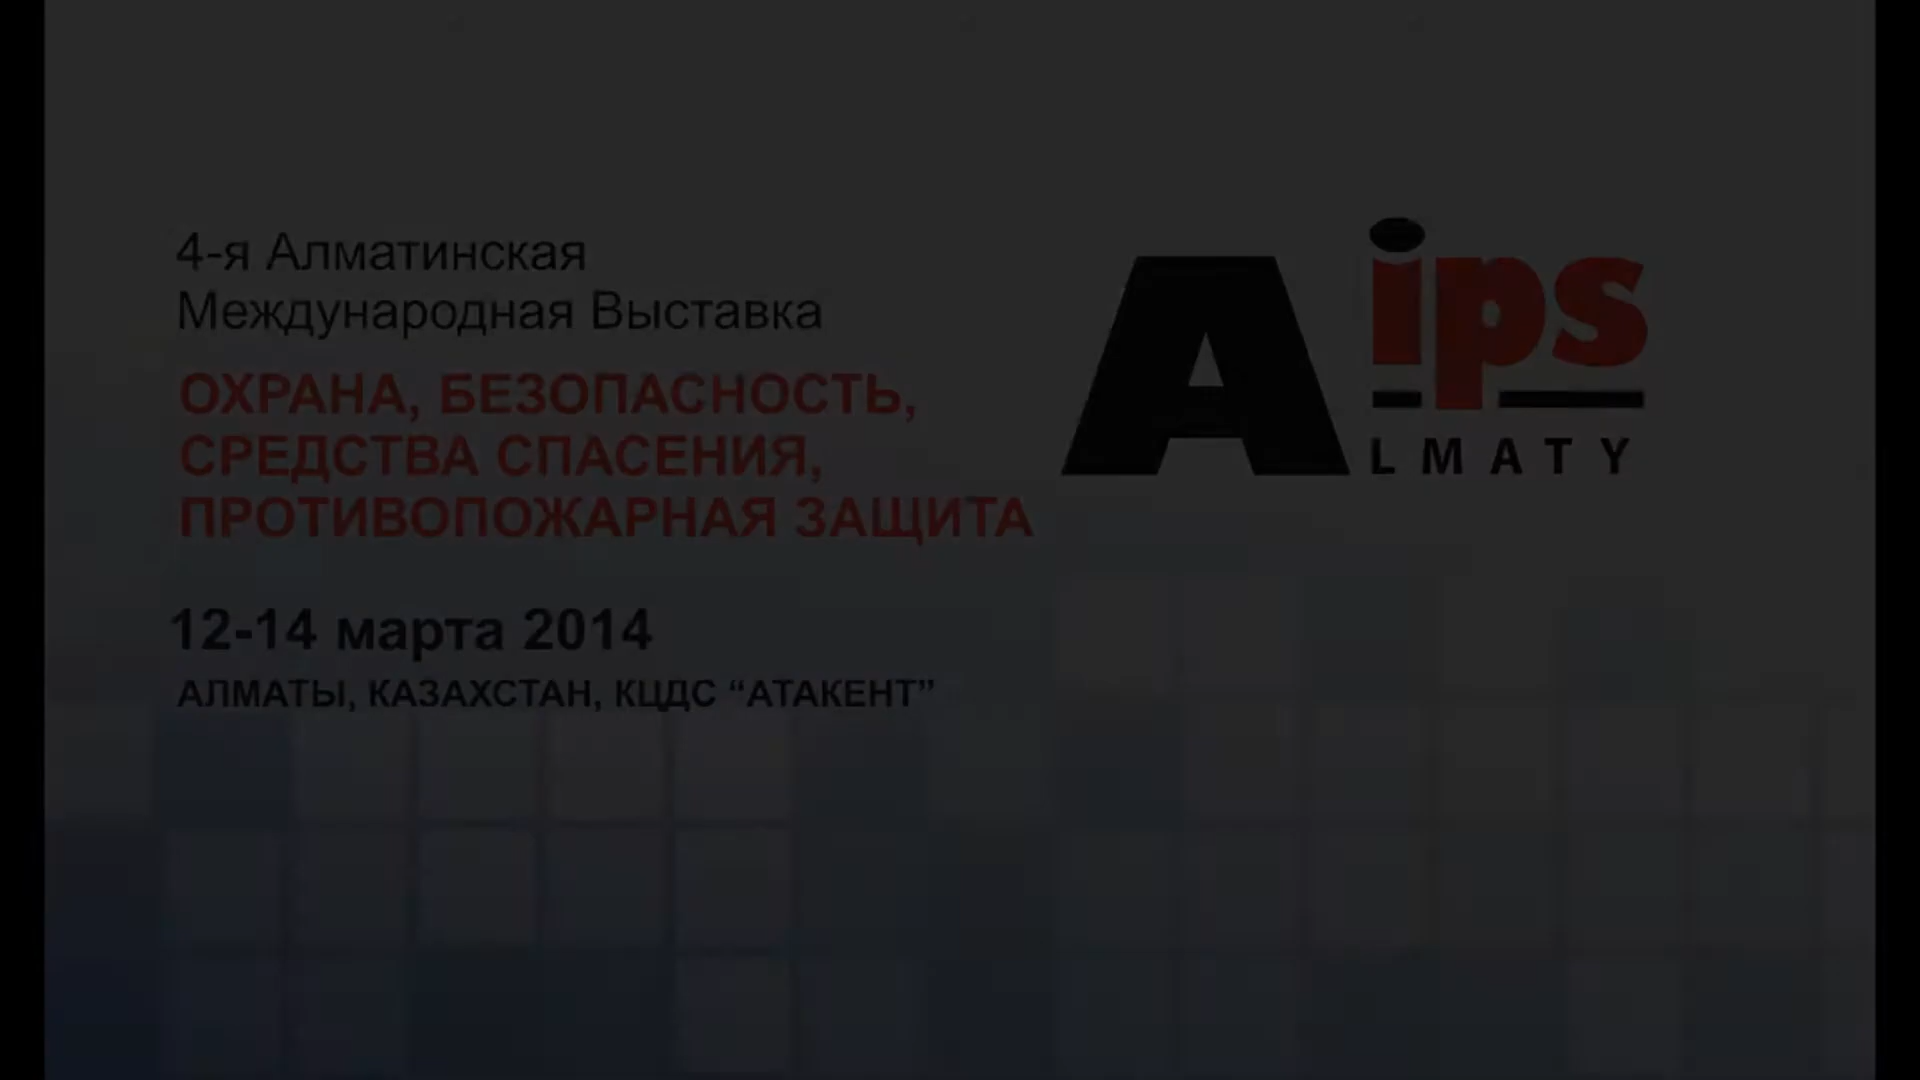 4-я Алматинская
Международная Выставка
ОХРАНА, БЕЗОПАСНОСТЬ,
СРЕДСТВА СПАСЕНИЯ,
ПРОТИВОПОЖАРНАЯ ЗАЩИТА
12-14 марта 2014
АЛМАТЫ, КАЗАХСТАН, КЦДС “АТАКЕНТ”
Aips
LMATY